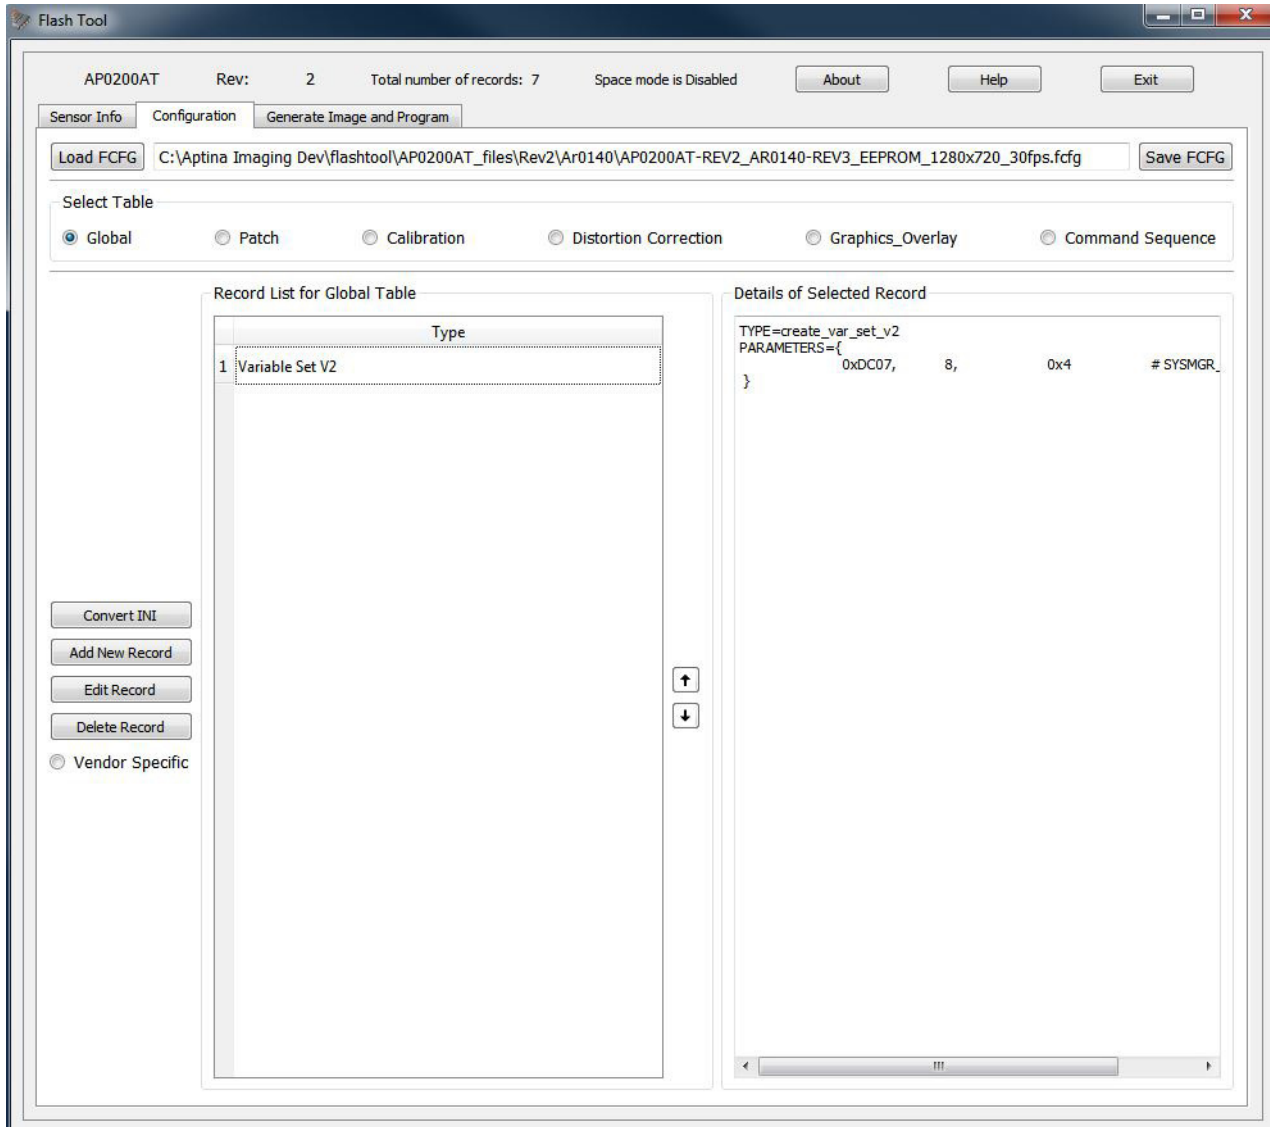 Flash Tool
AP0200AT Rev: 2 Total number of records: 7 Space mode is Disabled About Help Exit
Sensor Info Configuration Generate Image and Program
Load FCFG C:\Aptina Imaging Dev\flashtool\AP0200AT_files\Rev2\Ar0140\AP0200AT-REV2_AR0140-REV3_EEPROM_1280x720_30fps.fcfg Save FCFG
Select Table
Global Patch Calibration Distortion Correction Graphics_Overlay Command Sequence
Record List for Global Table
Type
1 Variable Set V2
Details of Selected Record
TYPE=create_var_set_v2
PARAMETERS={
0xDC07, 8, 0x4 # SYSMGR_
}
Convert INI
Add New Record
Edit Record
Delete Record
Vendor Specific